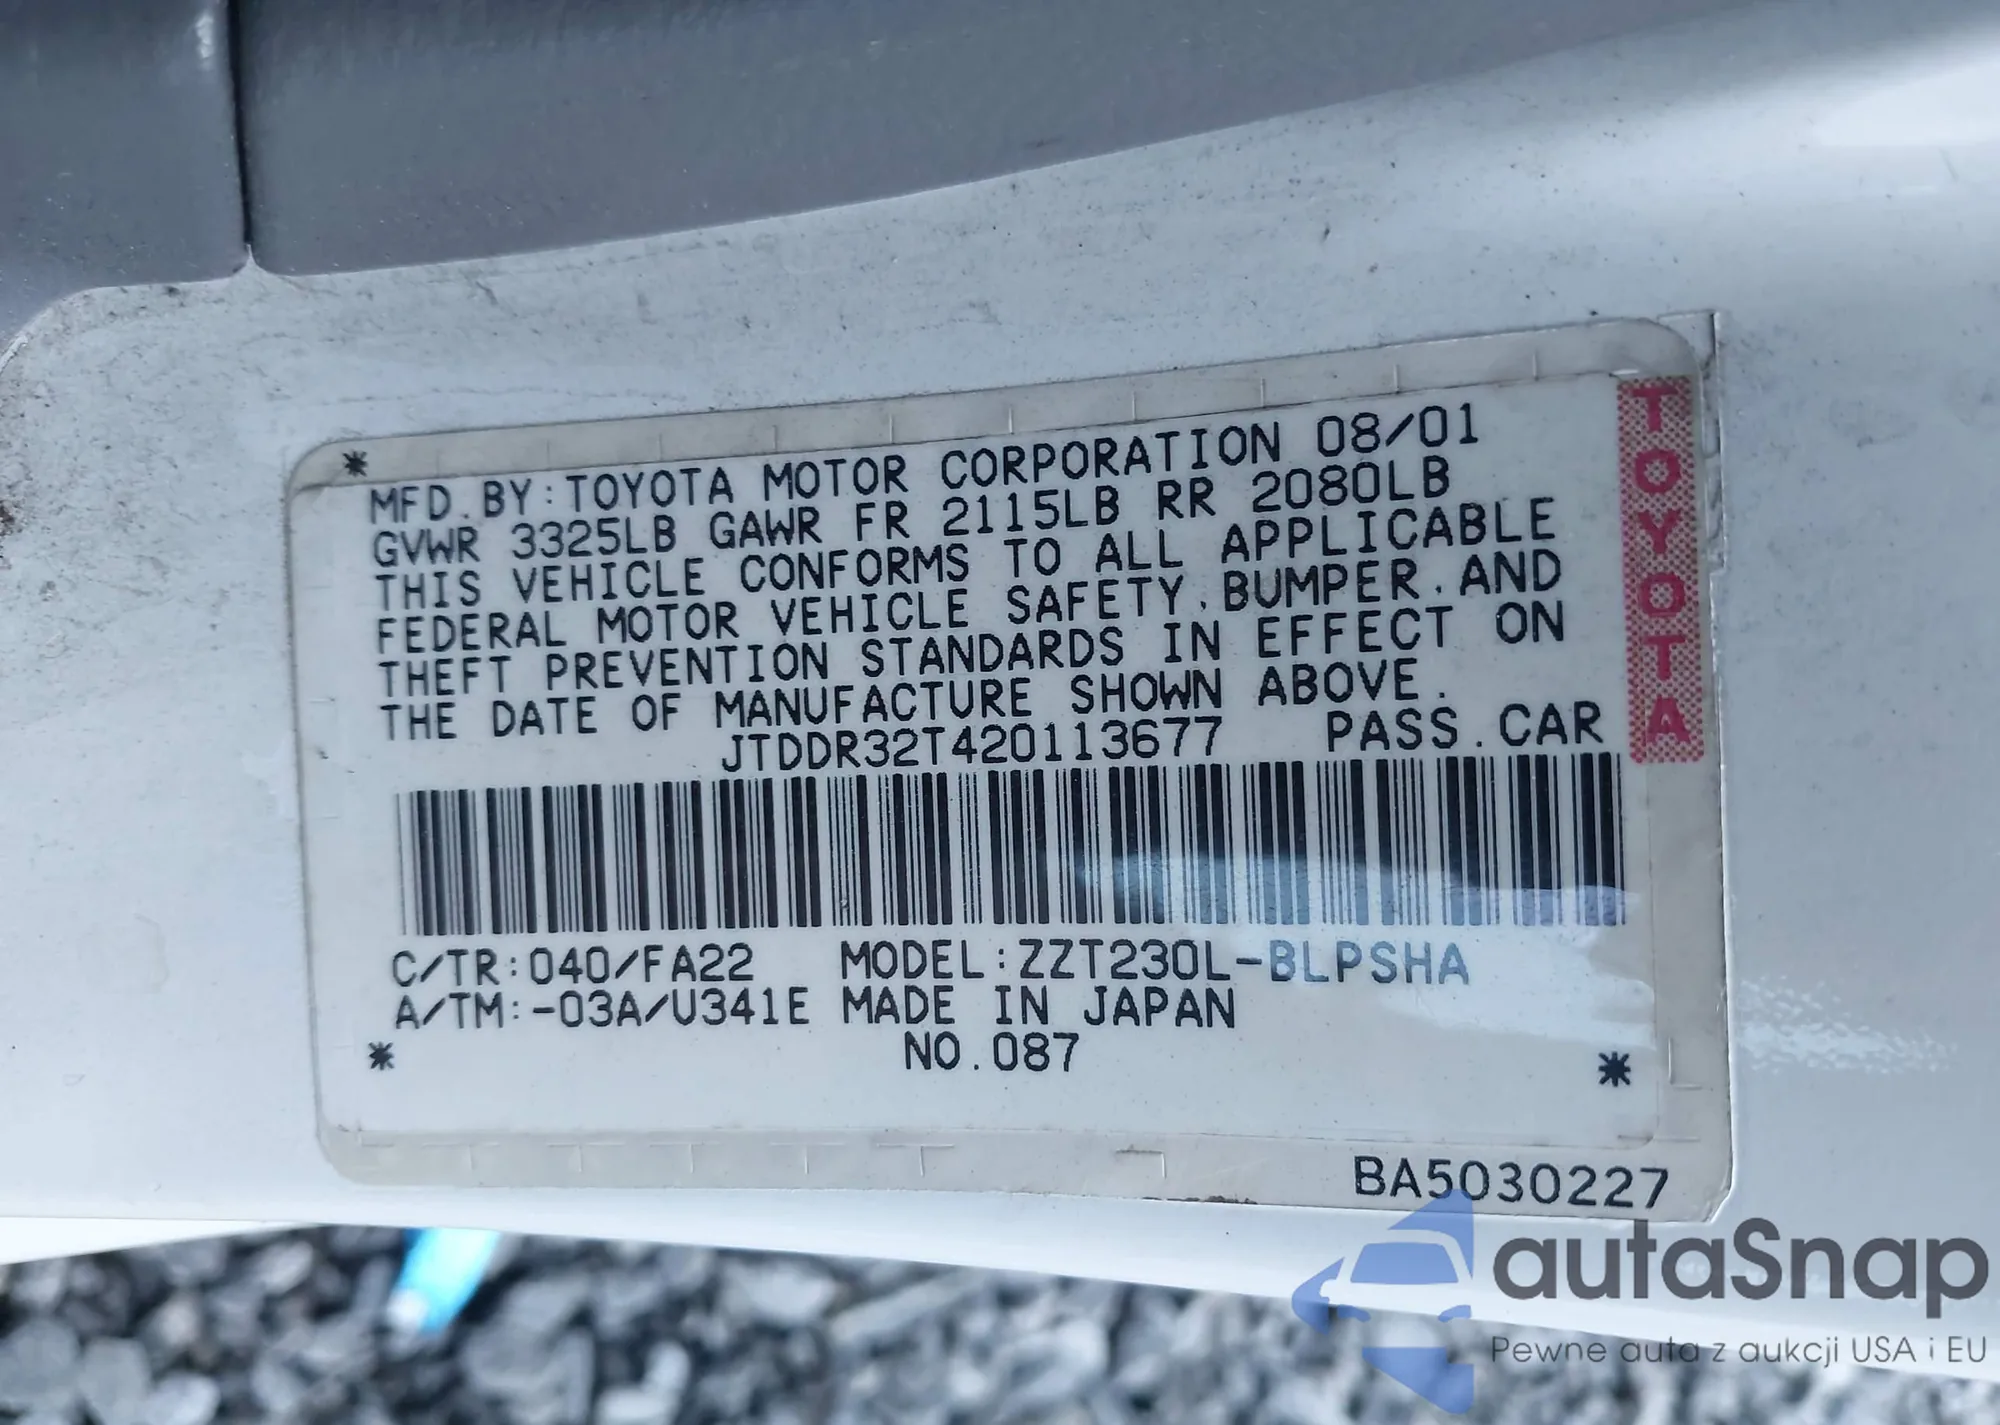 MFD.BY:TOYOTA MOTOR CORPORATION 08/01
GVWR 3325LB GAWR FR 2115LB RR 2080LB
THIS VEHICLE CONFORMS TO ALL APPLICABLE
FEDERAL MOTOR VEHICLE SAFETY.BUMPER.AND
THEFT PREVENTION STANDARDS IN EFFECT ON
THE DATE OF MANUFACTURE SHOWN ABOVE.
JTDDR32T420113677 PASS.CAR
C/TR:040/FA22 MODEL:ZZT230L-BLPSHA
A/TM:-03A/U341E MADE IN JAPAN
NO.087
TOYOTA
BA5030227
autaSnap
Pewne auta z aukcji USA i EU